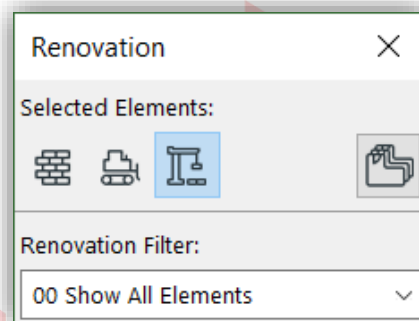 Renovation
Selected Elements:
Renovation Filter:
00 Show All Elements